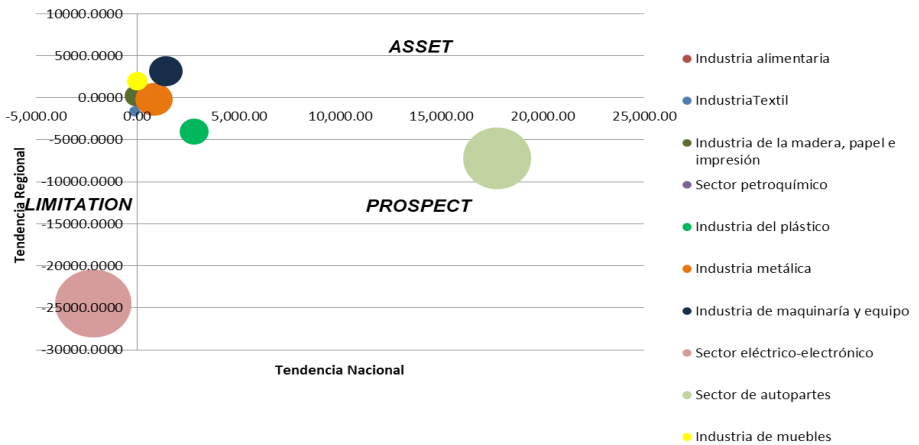 10000.0000
ASSET
5000.0000
0.0000
-5,000.00 0.00 5,000.00 10,000.00 15,000.00 20,000.00 25,000.00
-5000.0000
-10000.0000
LIMITATION
PROSPECT
-15000.0000
-20000.0000
-25000.0000
-30000.0000
Tendencia Regional
Tendencia Nacional
Industria alimentaria
IndustriaTextil
Industria de la madera, papel e
impresión
Sector petroquímico
Industria del plástico
Industria metálica
Industria de maquinaría y equipo
Sector eléctrico-electrónico
Sector de autopartes
Industria de muebles